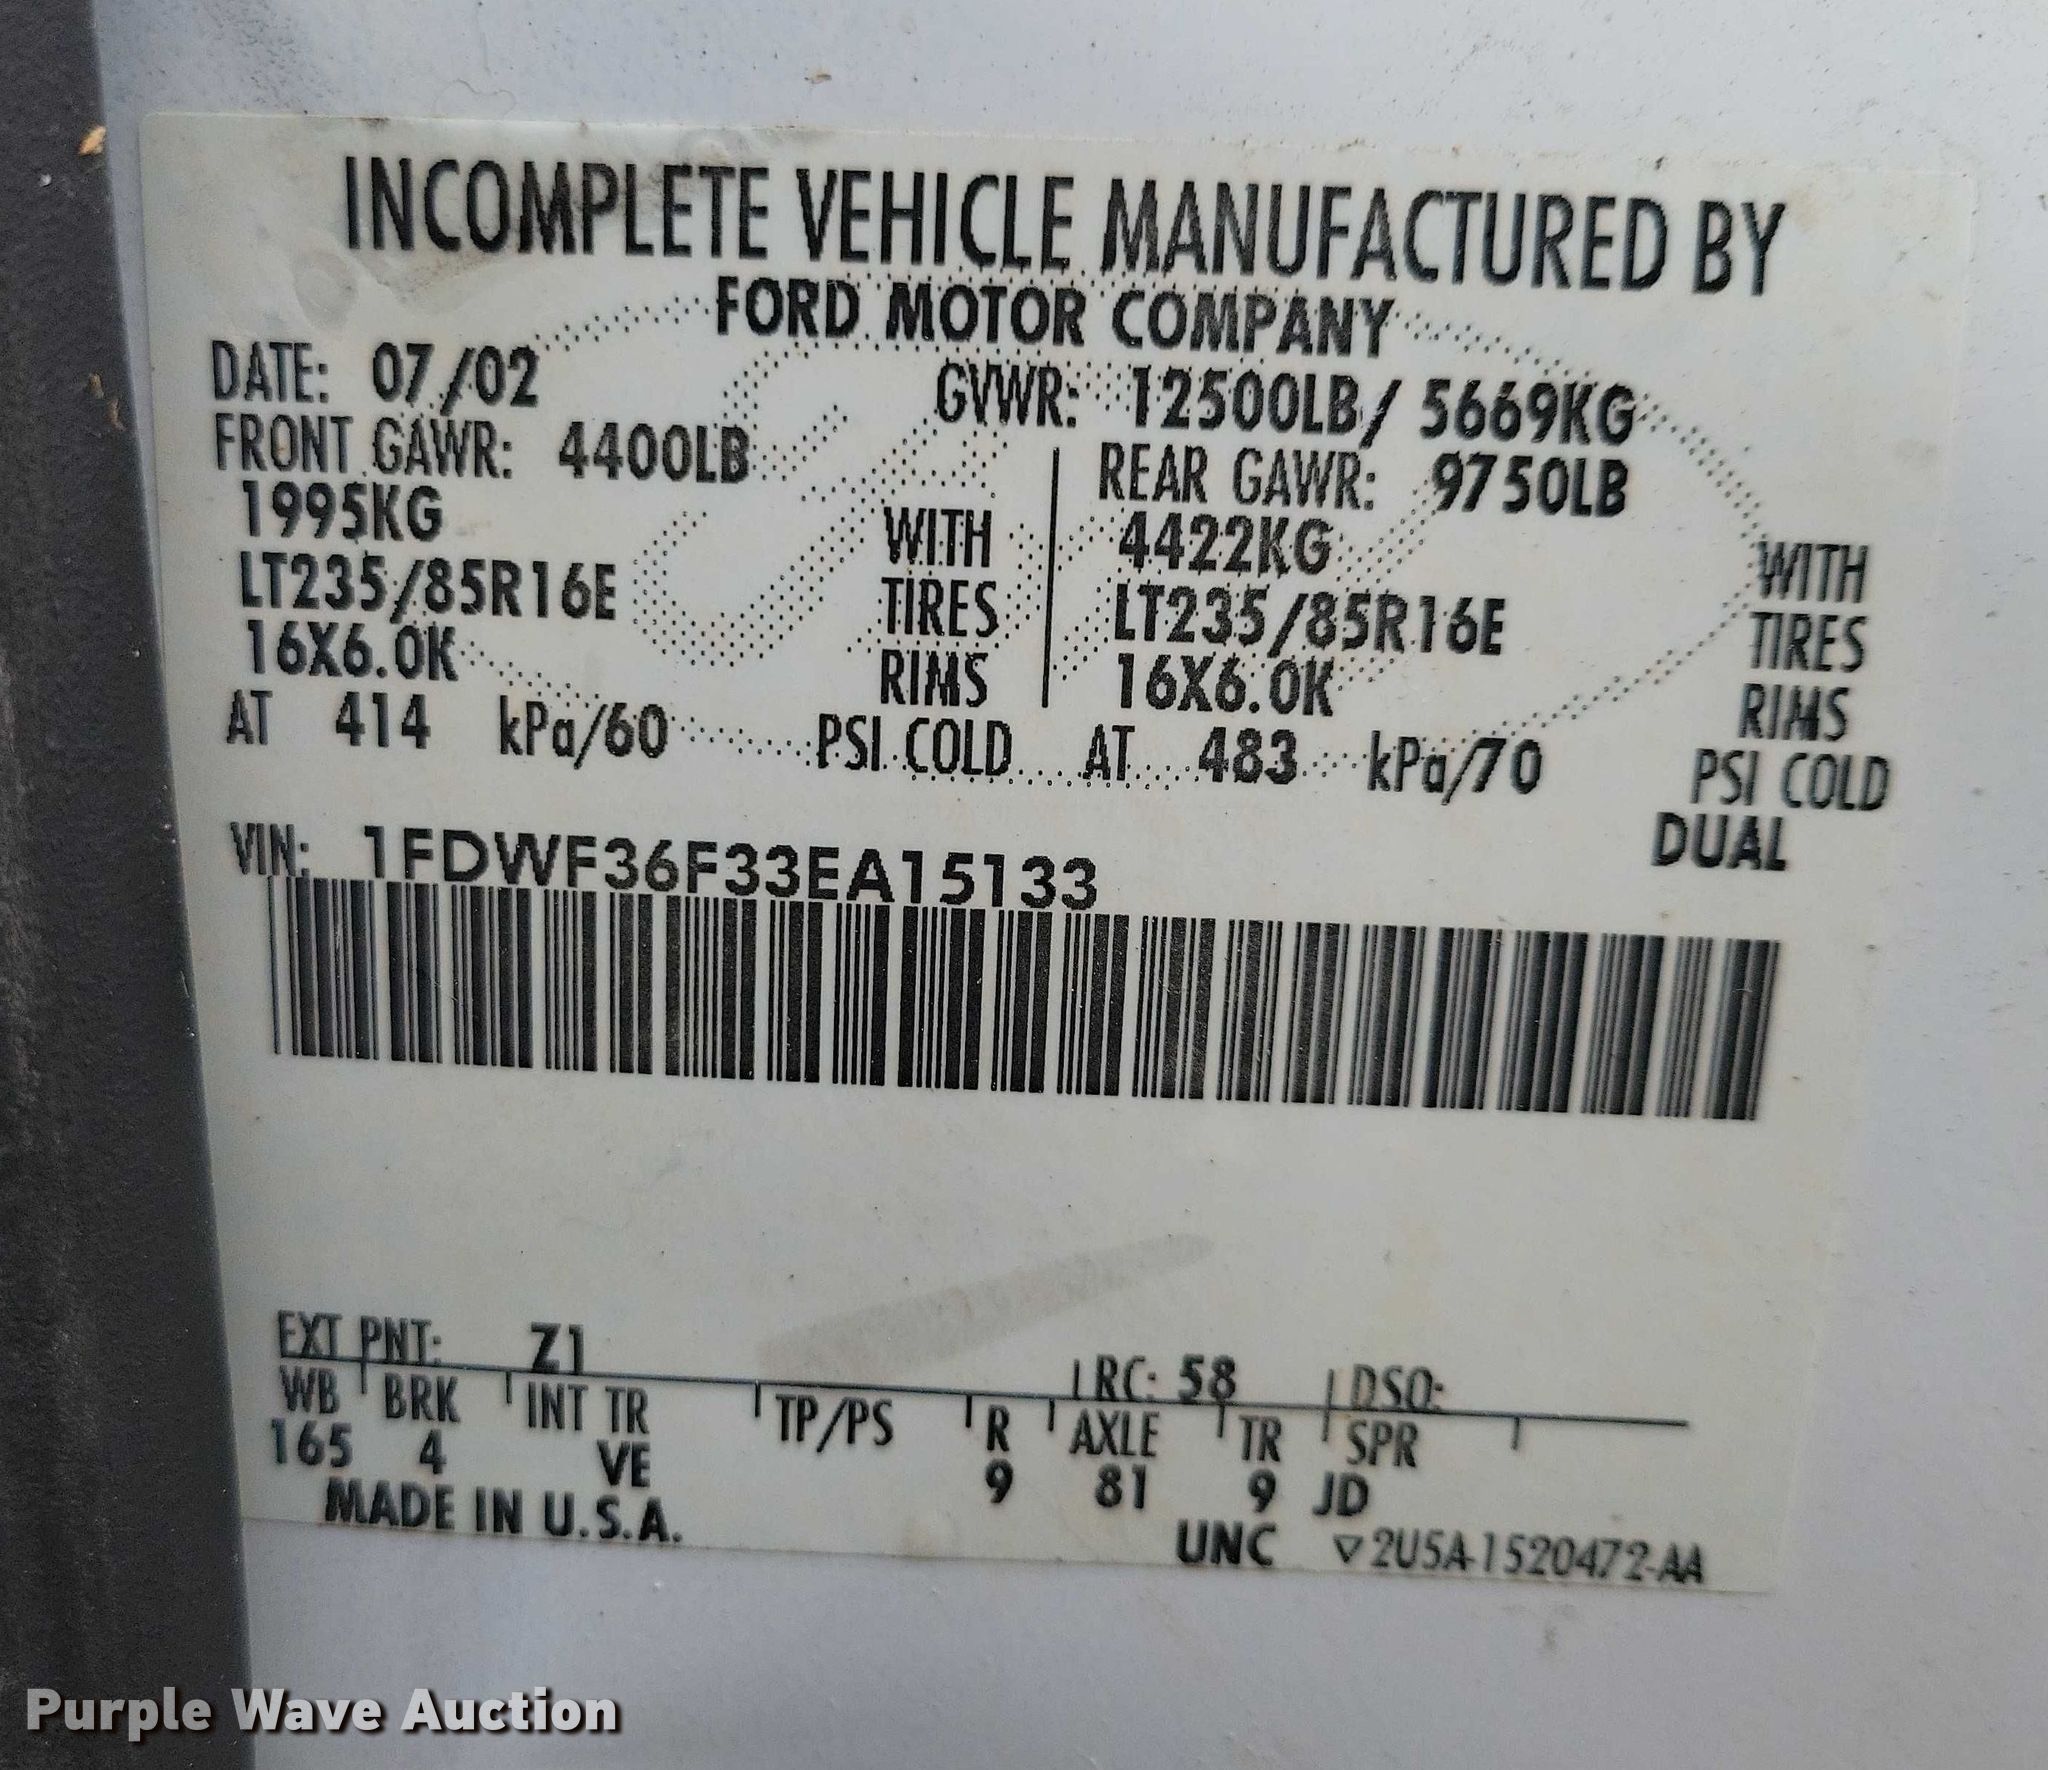 INCOMPLETE VEHICLE MANUFACTURED BY
FORD MOTOR COMPANY
DATE: 07/02 GVWR: 12500LB/ 5669KG
FRONT GAWR: 4400LB REAR GAWR: 9750LB
1995KG WITH 4422KG WITH
LT235/85R16E TIRES LT235/85R16E TIRES
16X6.0K RIMS 16X6.0K RIMS
AT 414 kPa/60 PSI COLD AT 483 kPa/70 PSI COLD
DUAL
VIN: 1FDWF36F33EA15133
EXT PNT: Z1 RC: 58 DSO:
WB BRK INT TR TP/PS R AXLE TR SPR
165 4 VE 9 81 9 JD
MADE IN U.S.A.
UNC ▽2U5A-1520472-AA
Purple Wave Auction